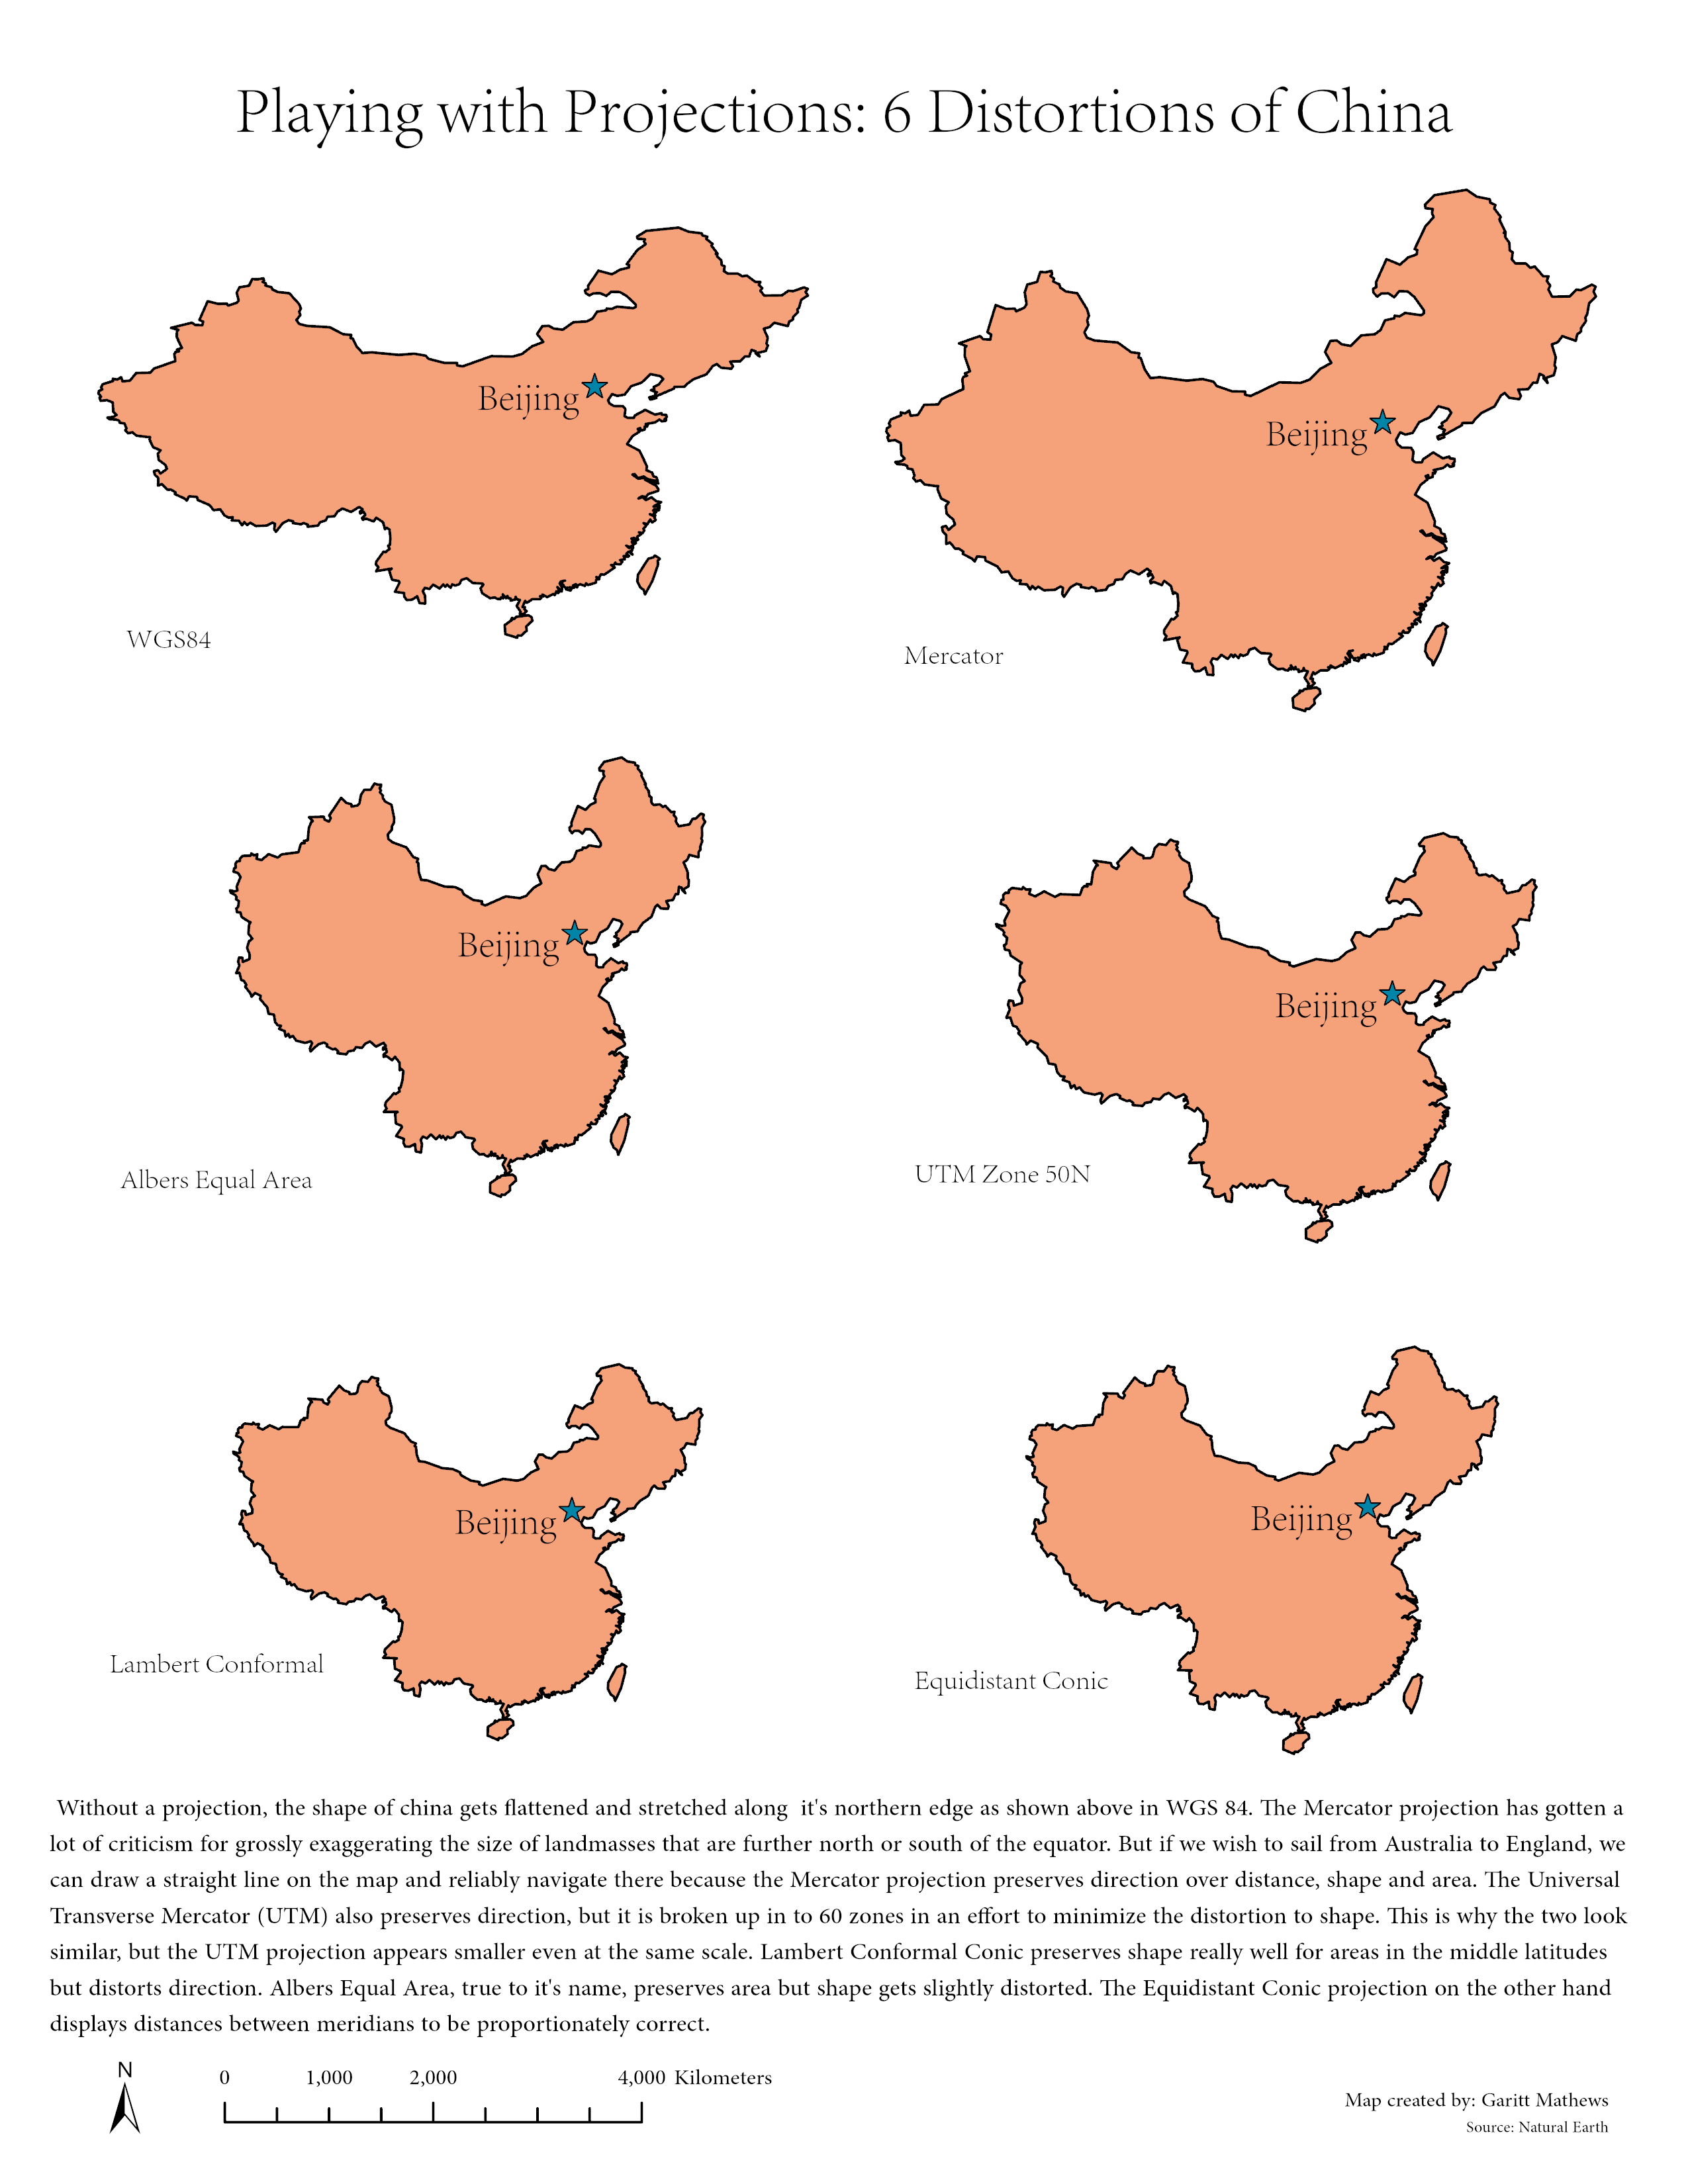 Playing with Projections: 6 Distortions of China
Beijing
WGS84
Beijing
Mercator
Beijing
Albers Equal Area
Beijing
UTM Zone 50N
Beijing
Lambert Conformal
Beijing
Equidistant Conic
Without a projection, the shape of china gets flattened and stretched along it's northern edge as shown above in WGS 84. The Mercator projection has gotten a
lot of criticism for grossly exaggerating the size of landmasses that are further north or south of the equator. But if we wish to sail from Australia to England, we
can draw a straight line on the map and reliably navigate there because the Mercator projection preserves direction over distance, shape and area. The Universal
Transverse Mercator (UTM) also preserves direction, but it is broken up in to 60 zones in an effort to minimize the distortion to shape. This is why the two look
similar, but the UTM projection appears smaller even at the same scale. Lambert Conformal Conic preserves shape really well for areas in the middle latitudes
but distorts direction. Albers Equal Area, true to it's name, preserves area but shape gets slightly distorted. The Equidistant Conic projection on the other hand
displays distances between meridians to be proportionately correct.
N
0 1,000 2,000 4,000 Kilometers
Map created by: Garitt Mathews
Source: Natural Earth